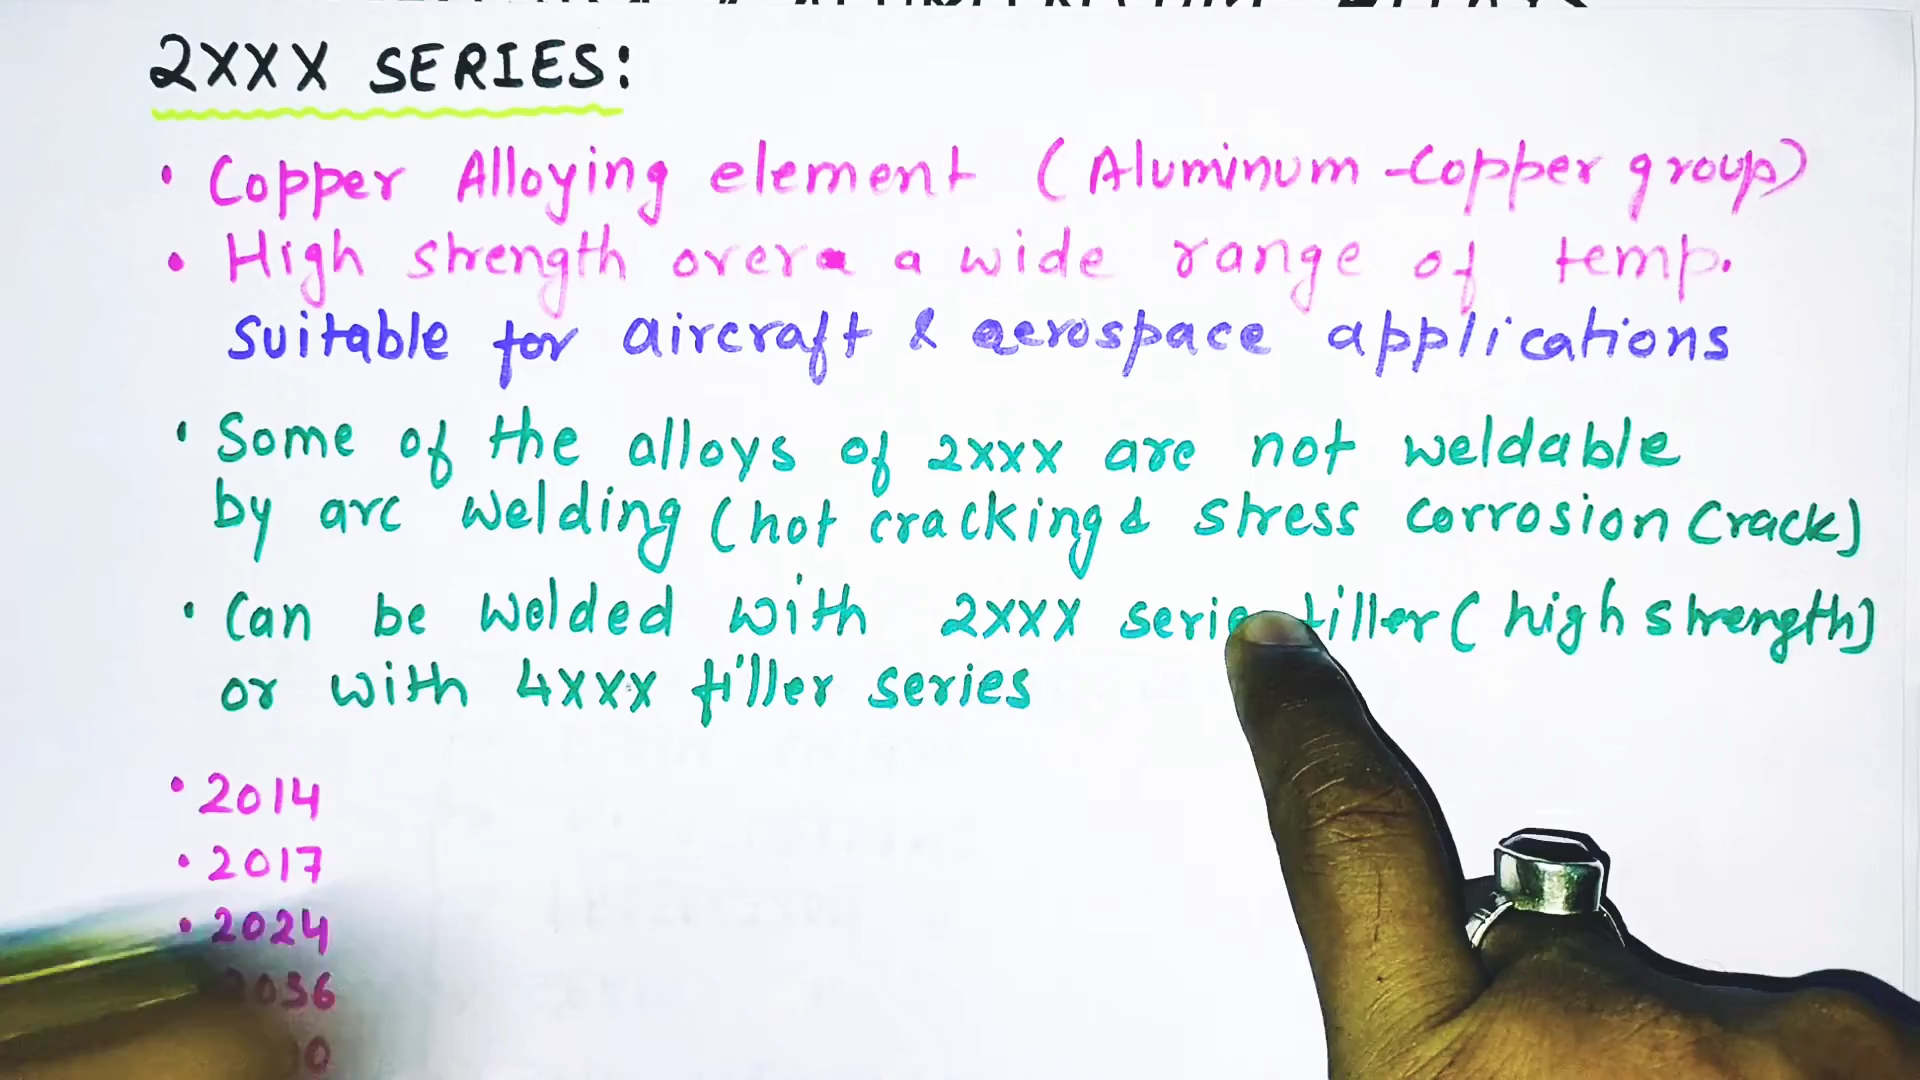 2XXX SERIES:
• Copper Alloying element (Aluminum-Copper group)
• High strength over a wide range of temp.
suitable for aircraft & aerospace applications
• Some of the alloys of 2xxx are not weldable
by arc welding (hot cracking & stress corrosion crack)
• Can be welded with 2XXX serie filler (high strength)
or with 4XXX filler series
• 2014
• 2017
• 2024
2036